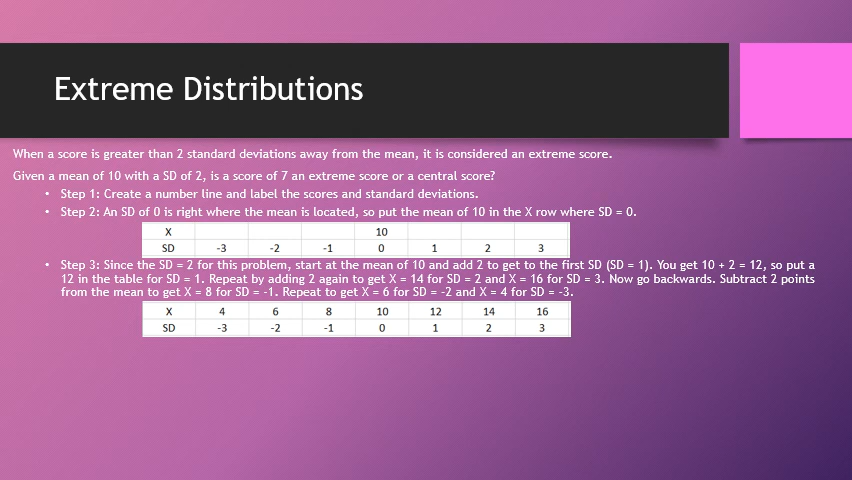 Extreme Distributions
When a score is greater than 2 standard deviations away from the mean, it is considered an extreme score.
Given a mean of 10 with a SD of 2, is a score of 7 an extreme score or a central score?
• Step 1: Create a number line and label the scores and standard deviations.
• Step 2: An SD of 0 is right where the mean is located, so put the mean of 10 in the X row where SD = 0.
X 10
SD -3 -2 -1 0 1 2 3
• Step 3: Since the SD = 2 for this problem, start at the mean of 10 and add 2 to get to the first SD (SD = 1). You get 10 + 2 = 12, so put a
12 in the table for SD = 1. Repeat by adding 2 again to get X = 14 for SD = 2 and X = 16 for SD = 3. Now go backwards. Subtract 2 points
from the mean to get X = 8 for SD = -1. Repeat to get X = 6 for SD = -2 and X = 4 for SD = -3.
X 4 6 8 10 12 14 16
SD -3 -2 -1 0 1 2 3